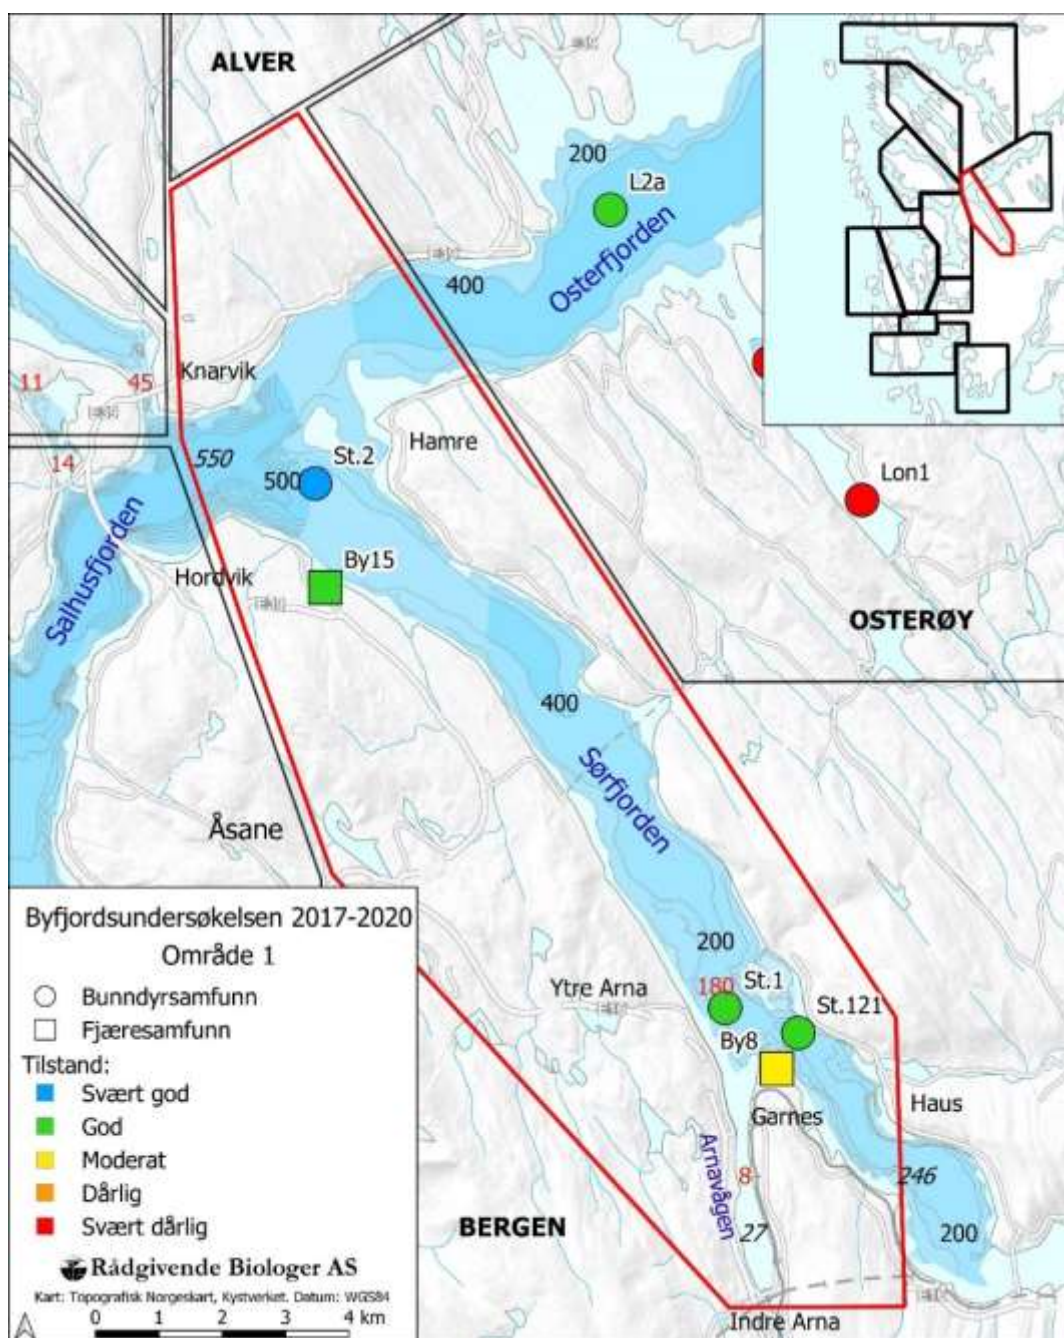 ALVER
200
L2a
Osterfjorden
400
Knarvik
11
45
14
550
500
St.2
Hamre
Lon1
Salhusfjorden
Hordvik
By15
OSTERØY
400
Sørfjorden
Åsane
200
180
St.1
St.121
Ytre Arna
By8
Garnes
Haus
Arnavågen
8
246
27
200
BERGEN
Indre Arna
Byfjordsundersøkelsen 2017-2020
Område 1
Bunndyrsamfunn
Fjæresamfunn
Tilstand:
Svært god
God
Moderat
Dårlig
Svært dårlig
Rådgivende Biologer AS
Kart: Topografisk Norgeskart, Kystverket. Datum: WGS84
0 1 2 3 4 km